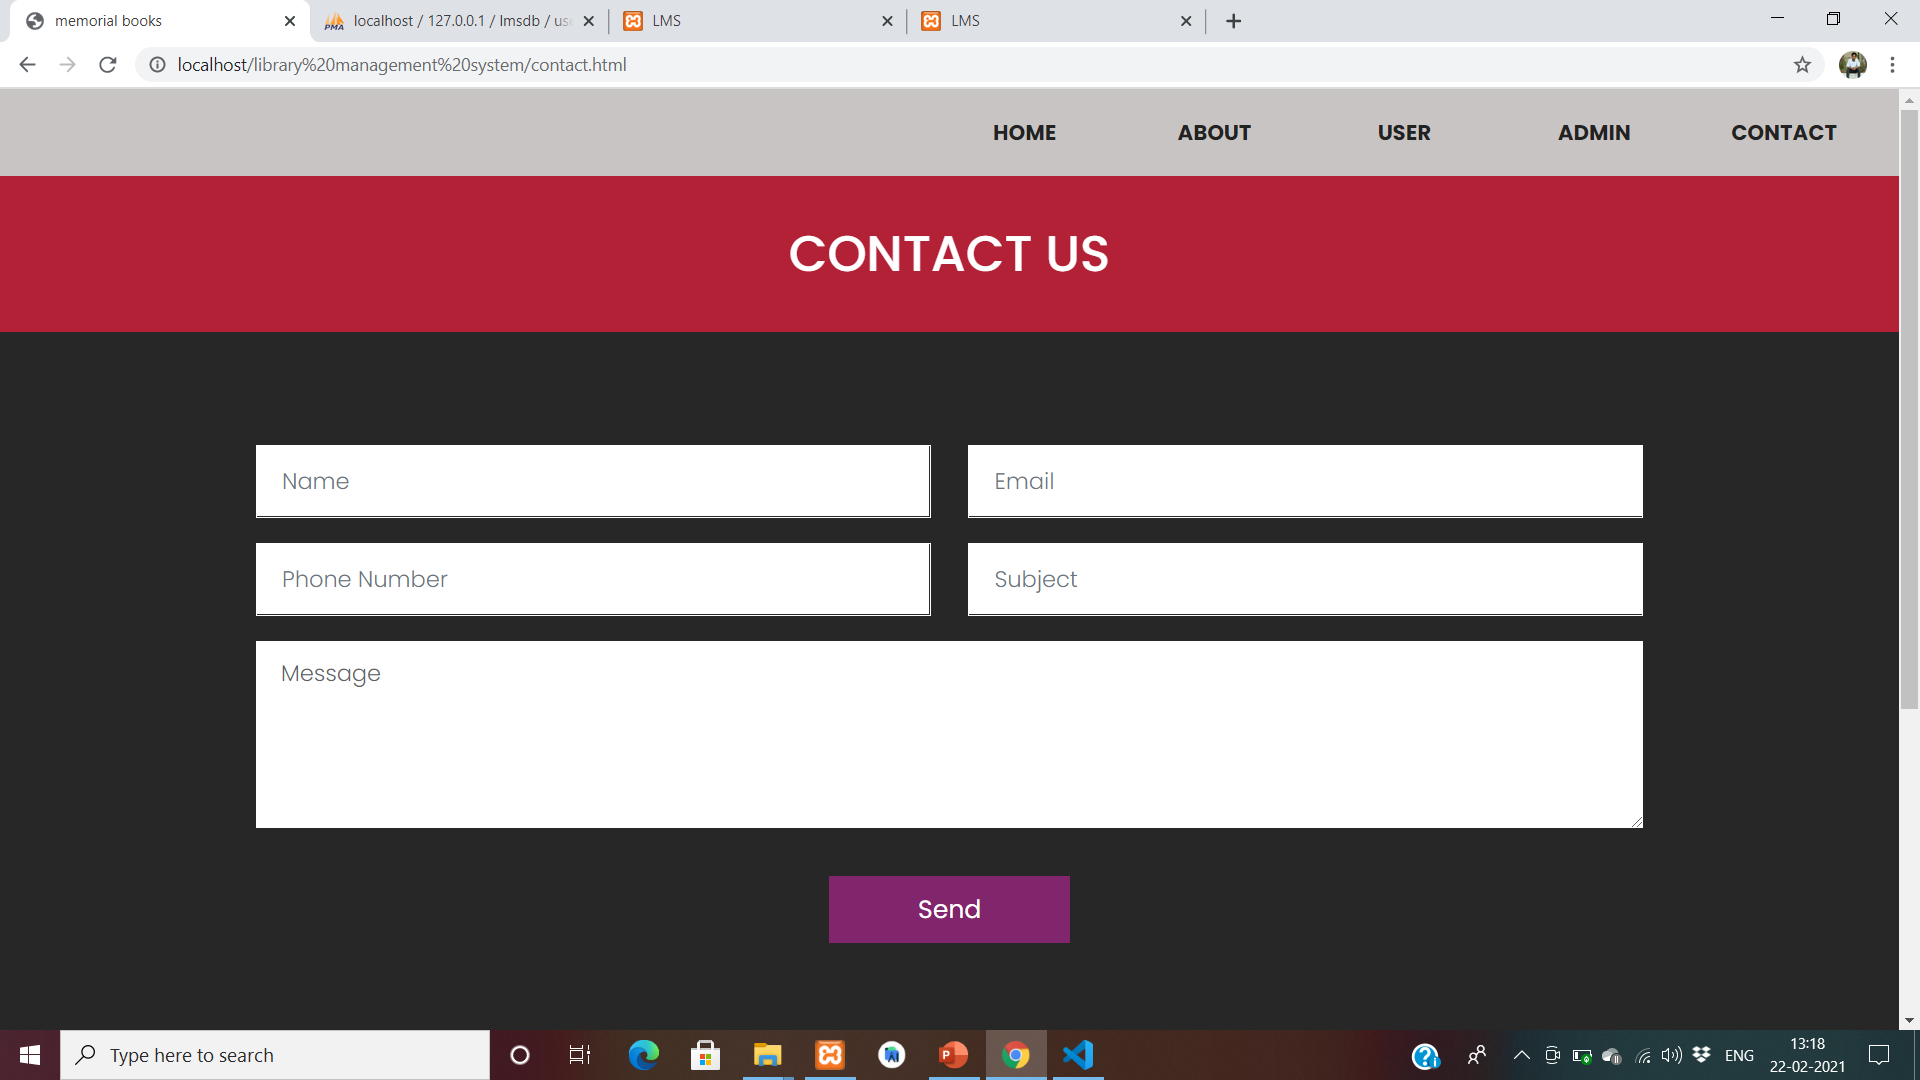 memorial books
localhost / 127.0.0.1 / lmsdb / us
LMS
LMS
localhost/library%20management%20system/contact.html
HOME ABOUT USER ADMIN CONTACT
CONTACT US
Name Email
Phone Number Subject
Message
Send
Type here to search
ENG
13:18
22-02-2021